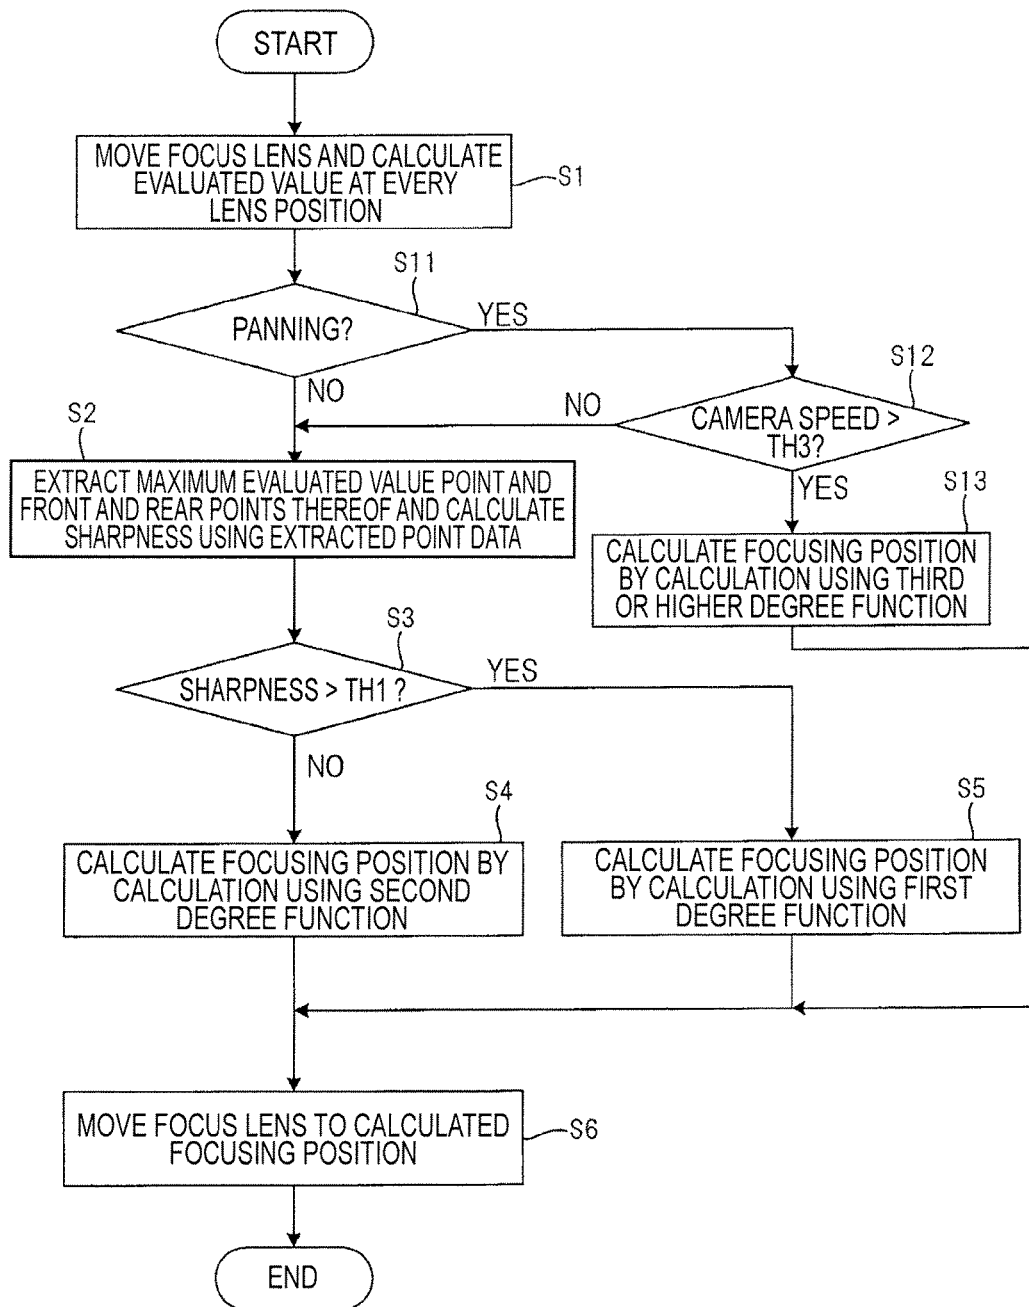 START
MOVE FOCUS LENS AND CALCULATE
EVALUATED VALUE AT EVERY
LENS POSITION
S1
S11
PANNING?
YES
NO
S12
CAMERA SPEED >
TH3?
NO
YES
S2
EXTRACT MAXIMUM EVALUATED VALUE POINT AND
FRONT AND REAR POINTS THEREOF AND CALCULATE
SHARPNESS USING EXTRACTED POINT DATA
S13
CALCULATE FOCUSING POSITION
BY CALCULATION USING THIRD
OR HIGHER DEGREE FUNCTION
S3
SHARPNESS > TH1 ?
YES
NO
S4
CALCULATE FOCUSING POSITION BY
CALCULATION USING SECOND
DEGREE FUNCTION
S5
CALCULATE FOCUSING POSITION
BY CALCULATION USING FIRST
DEGREE FUNCTION
MOVE FOCUS LENS TO CALCULATED
FOCUSING POSITION
S6
END